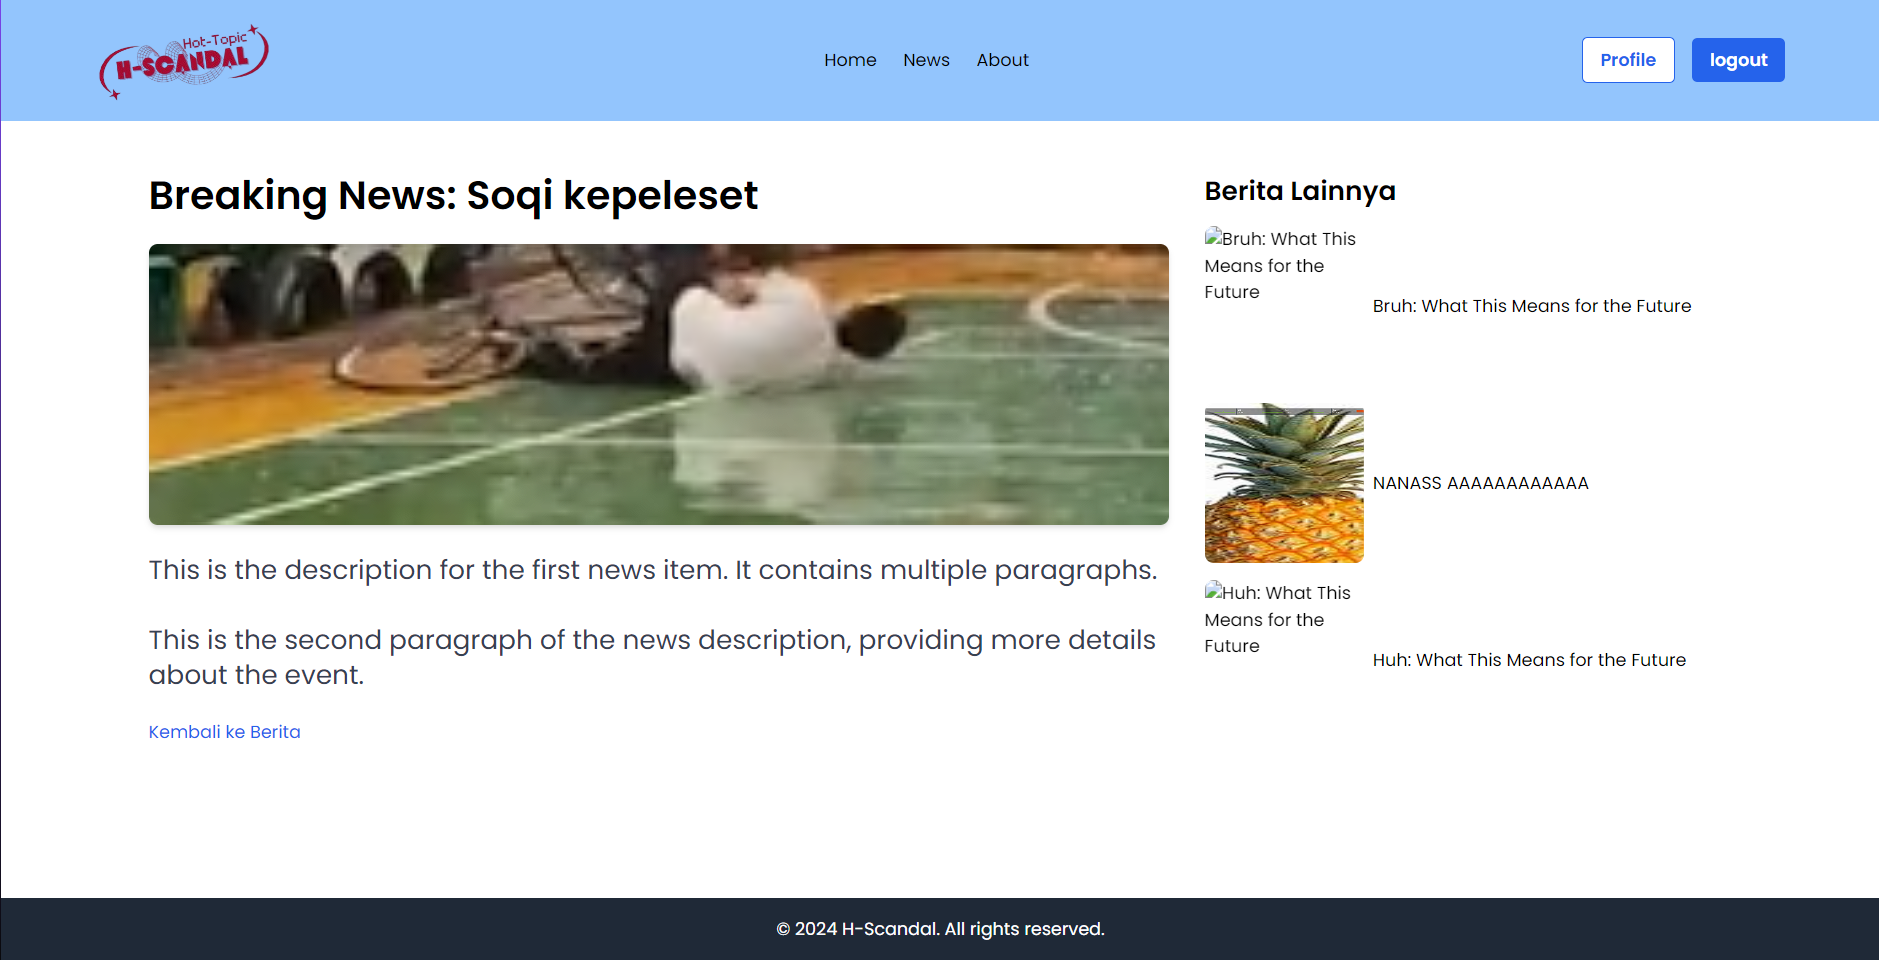 Hot-Topic
H-SCANDAL
Home News About
Profile logout
Breaking News: Soqi kepeleset
This is the description for the first news item. It contains multiple paragraphs.
This is the second paragraph of the news description, providing more details
about the event.
Kembali ke Berita
Berita Lainnya
Bruh: What This
Means for the
Future
Bruh: What This Means for the Future
NANASS AAAAAAAAAAAA
Huh: What This
Means for the
Future
Huh: What This Means for the Future
© 2024 H-Scandal. All rights reserved.